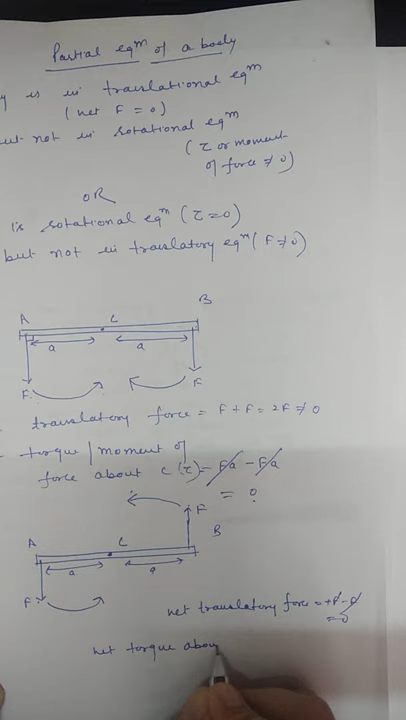 Partial eqm of a body
y is in translational eqm
(net F = 0)
but not in rotational eqm
(τ or moment
of force ≠ 0)
OR
is rotational eqm (τ=0)
but not in translatory eqm (F≠0)
A C B
a a
F F
translatory force = F + F = 2F ≠ 0
torque | moment of
force about C (τ) = Fa - Fa
= 0
F
A C B
a a
F
net translatory force = +F - F
= 0
net torque abou